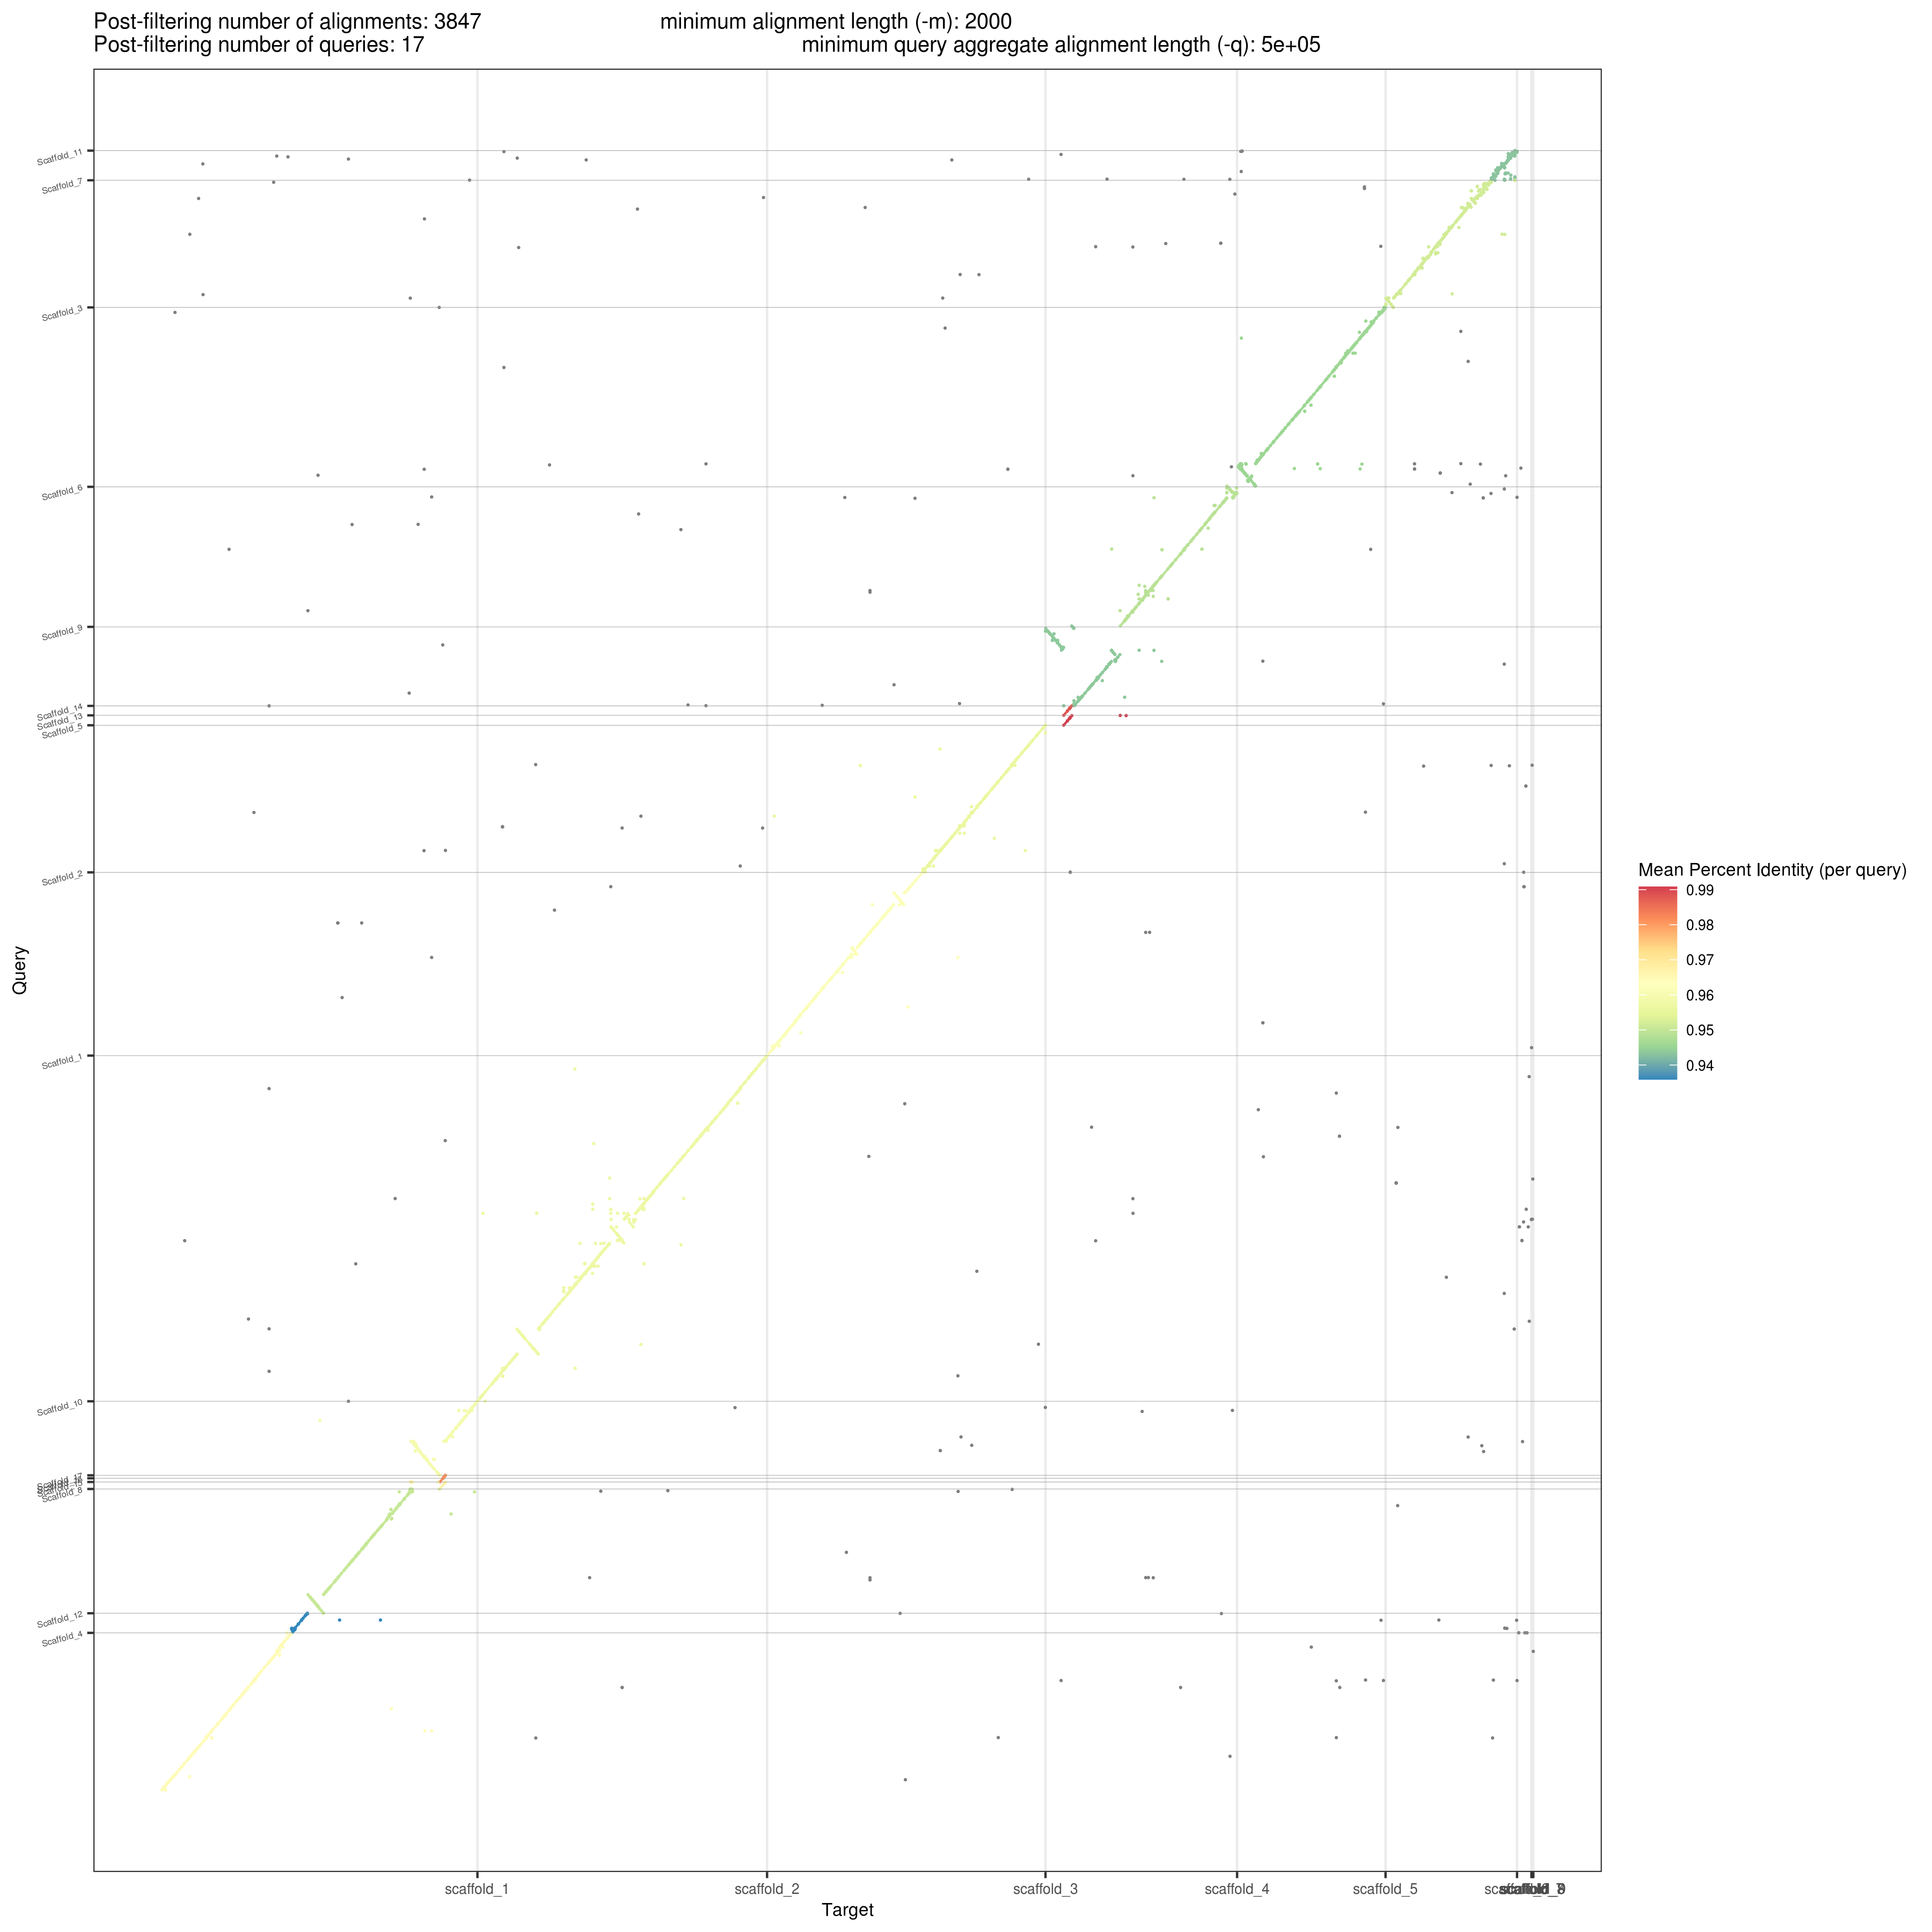 Post-filtering number of alignments: 3847 minimum alignment length (-m): 2000
Post-filtering number of queries: 17 minimum query aggregate alignment length (-q): 5e+05
Scaffold_11
Scaffold_7
Scaffold_3
Scaffold_6
Scaffold_9
Scaffold_14
Scaffold_13
Scaffold_5
Scaffold_2
Scaffold_1
Scaffold_10
Scaffold_17
Scaffold_8
Scaffold_12
Scaffold_4
Query
Mean Percent Identity (per query)
0.99
0.98
0.97
0.96
0.95
0.94
scaffold_1 scaffold_2 scaffold_3 scaffold_4 scaffold_5
Target